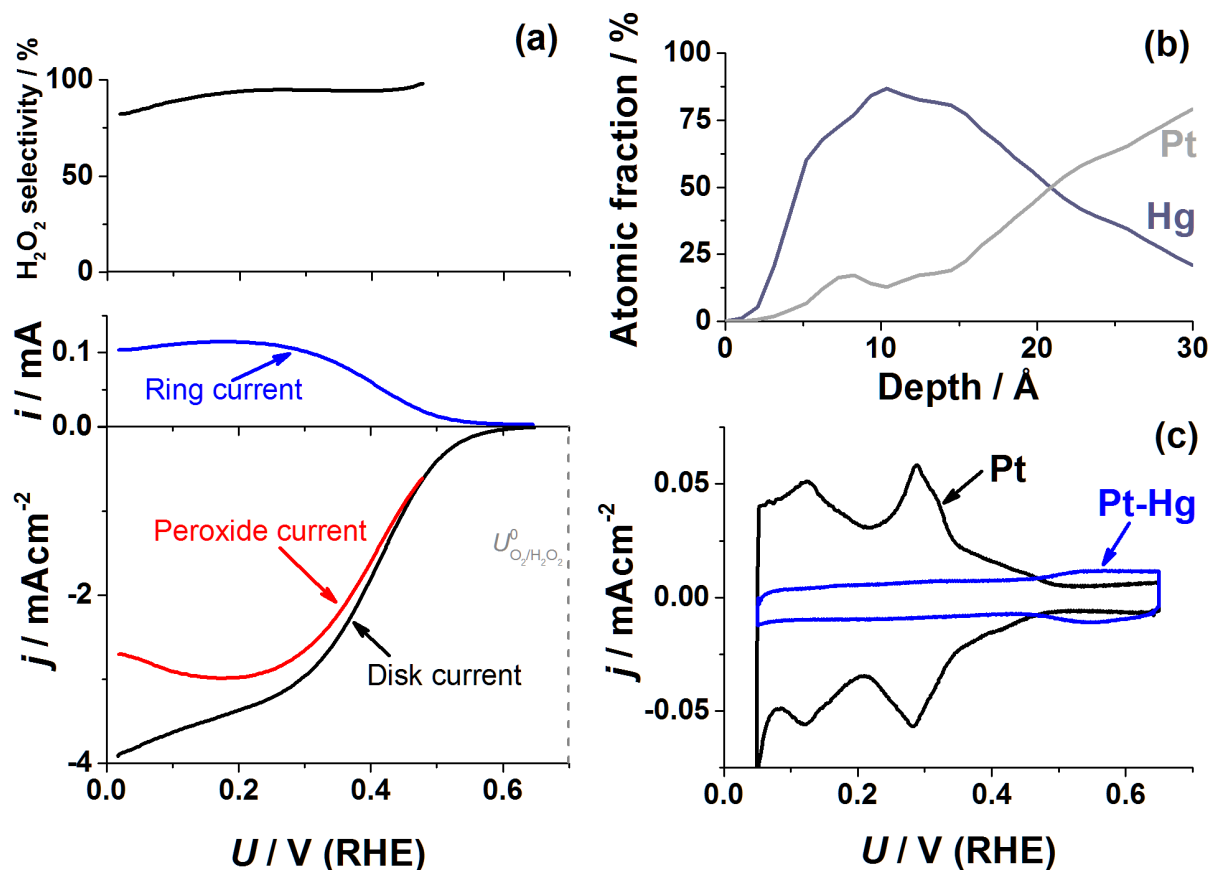 (a)
H₂O₂ selectivity / %
100
50
0
i / mA
0.1
0.0
Ring current
j / mAcm⁻²
-2
-4
Peroxide current
Disk current
U⁰O₂/H₂O₂
0.0 0.2 0.4 0.6
U / V (RHE)
(b)
Atomic fraction / %
100
75
50
25
0
Pt
Hg
0 10 20 30
Depth / Å
(c)
j / mAcm⁻²
0.05
0.00
-0.05
Pt
Pt-Hg
0.0 0.2 0.4 0.6
U / V (RHE)